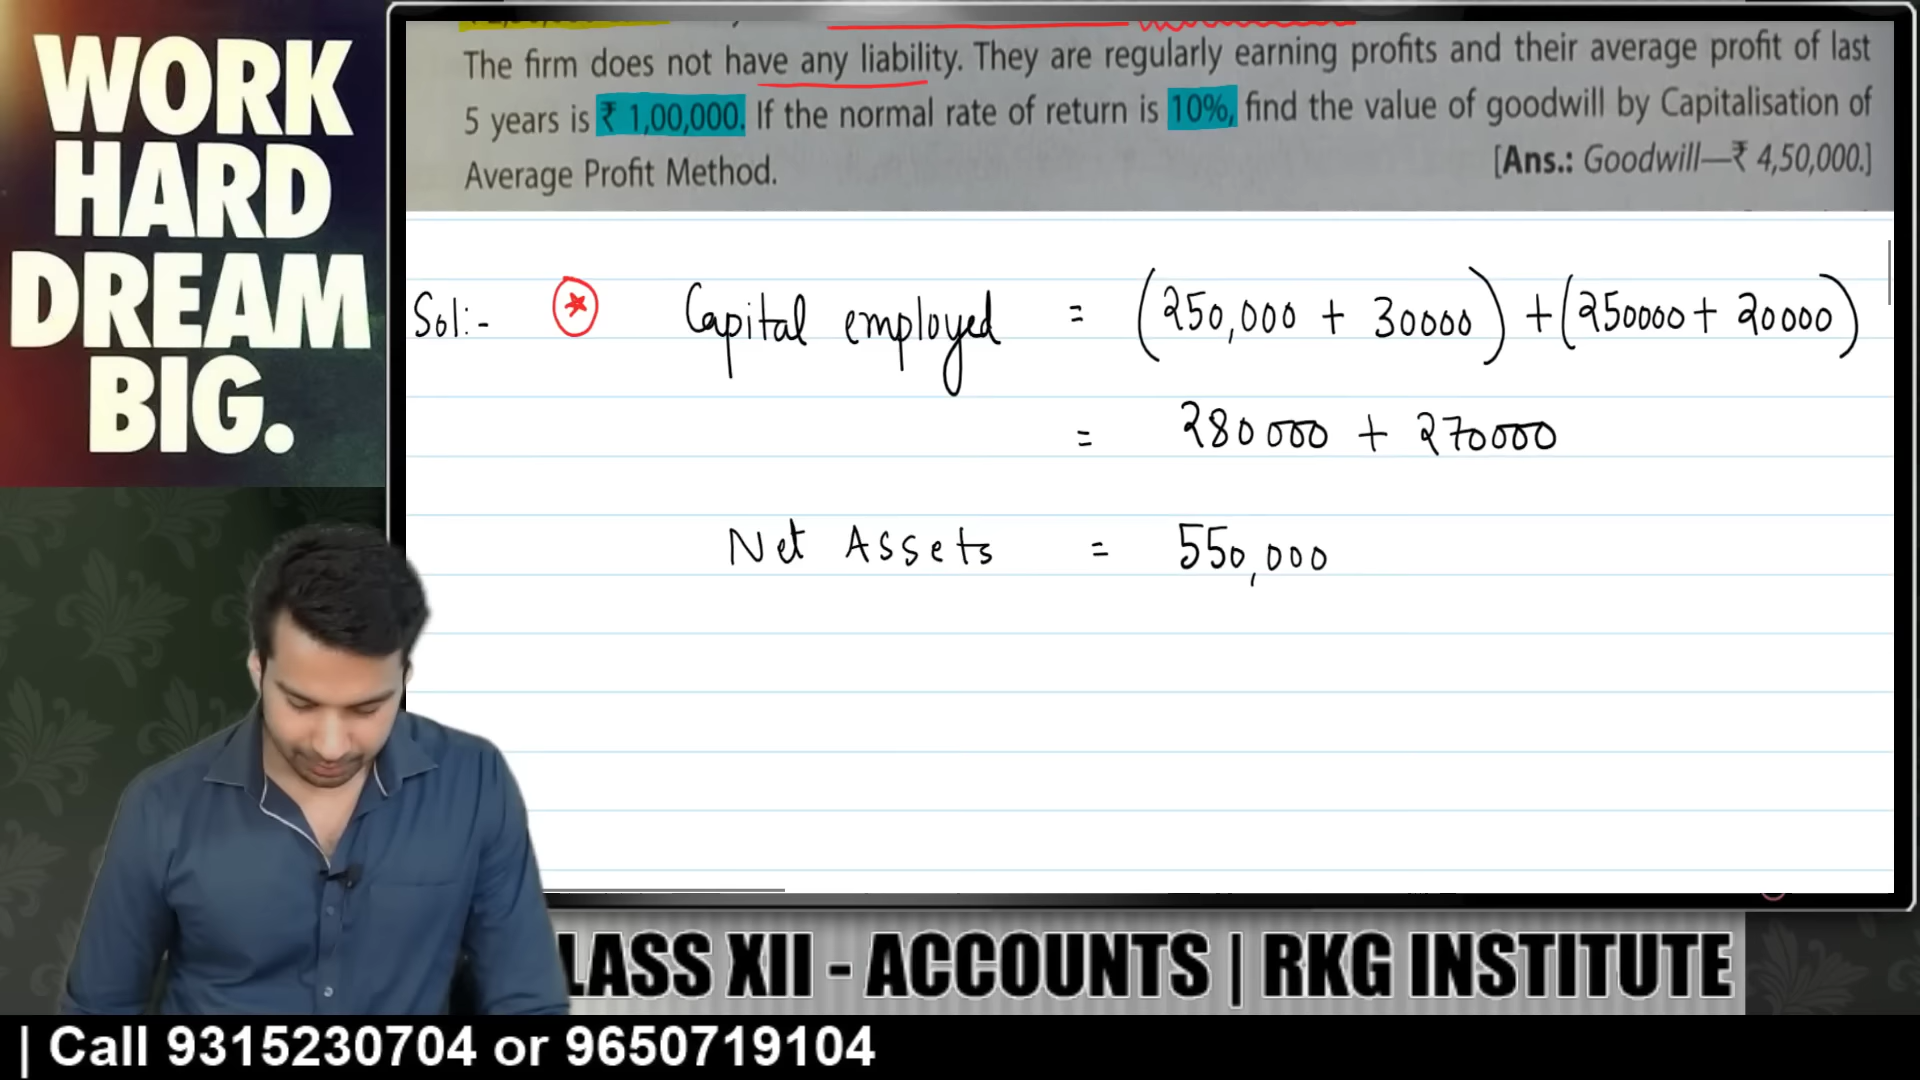 WORK
HARD
DREAM
BIG.
The firm does not have any liability. They are regularly earning profits and their average profit of last
5 years is ₹ 1,00,000. If the normal rate of return is 10%, find the value of goodwill by Capitalisation of
Average Profit Method. [Ans.: Goodwill—₹ 4,50,000.]
Sol:- Capital employed = (250,000 + 30000) + (250000 + 20000)
= 280000 + 270000
Net Assets = 550,000
LASS XII - ACCOUNTS | RKG INSTITUTE
| Call 9315230704 or 9650719104